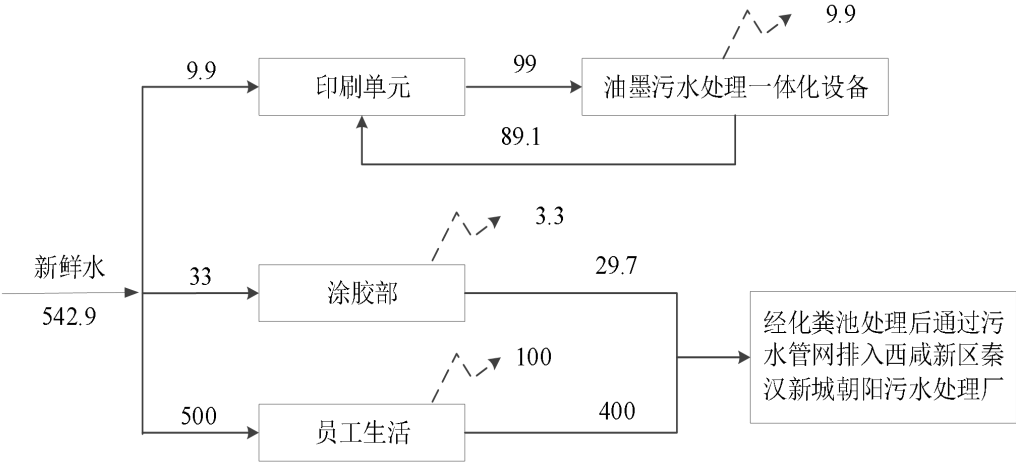 9.9
9.9
印刷单元
99
油墨污水处理一体化设备
89.1
3.3
新鲜水
542.9
33
涂胶部
29.7
经化粪池处理后通过污
水管网排入西咸新区秦
汉新城朝阳污水处理厂
100
500
员工生活
400